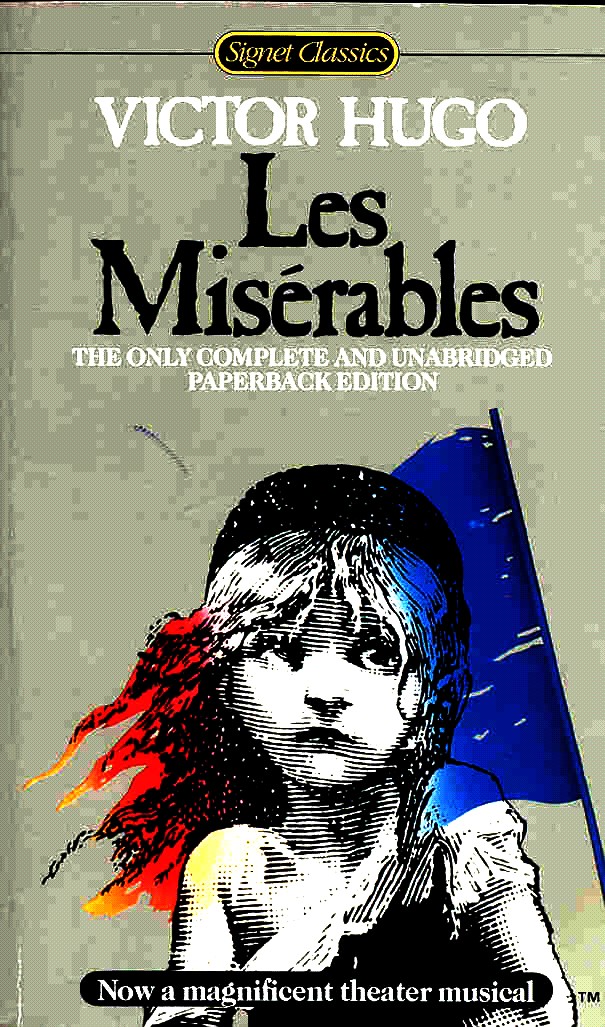 Signet Classics
VICTOR HUGO
Les
Misérables
THE ONLY COMPLETE AND UNABRIDGED
PAPERBACK EDITION
Now a magnificent theater musical
TM